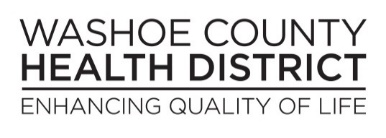 WASHOE COUNTY
HEALTH DISTRICT
ENHANCING QUALITY OF LIFE